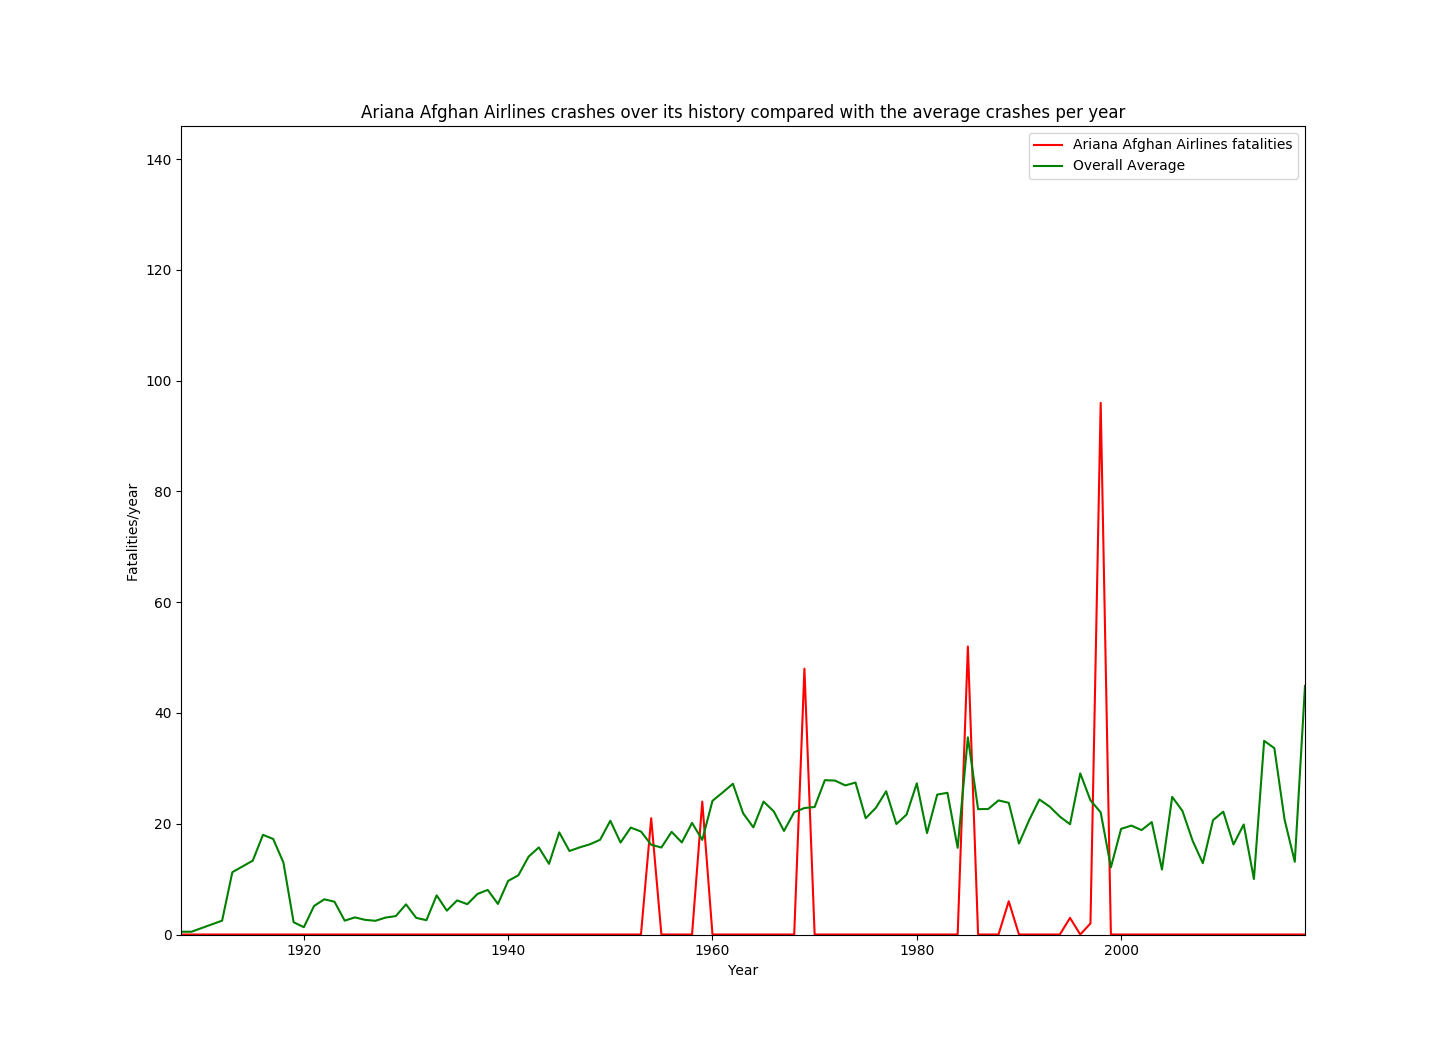 Ariana Afghan Airlines crashes over its history compared with the average crashes per year
Ariana Afghan Airlines fatalities
Overall Average
140
120
100
80
60
40
20
0
Fatalities/year
1920 1940 1960 1980 2000
Year